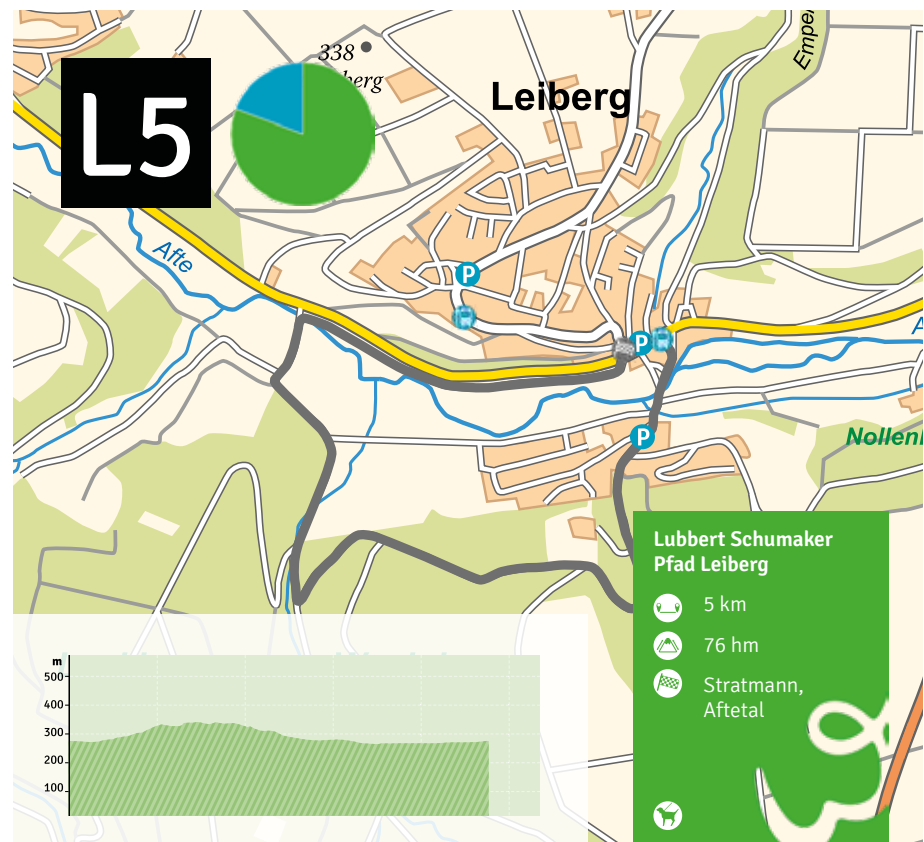 338
berg
Leiberg
L5
Afte
P
P
P
Lubbert Schumaker
Pfad Leiberg
5 km
76 hm
Stratmann,
Aftetal
m
500
400
300
200
100